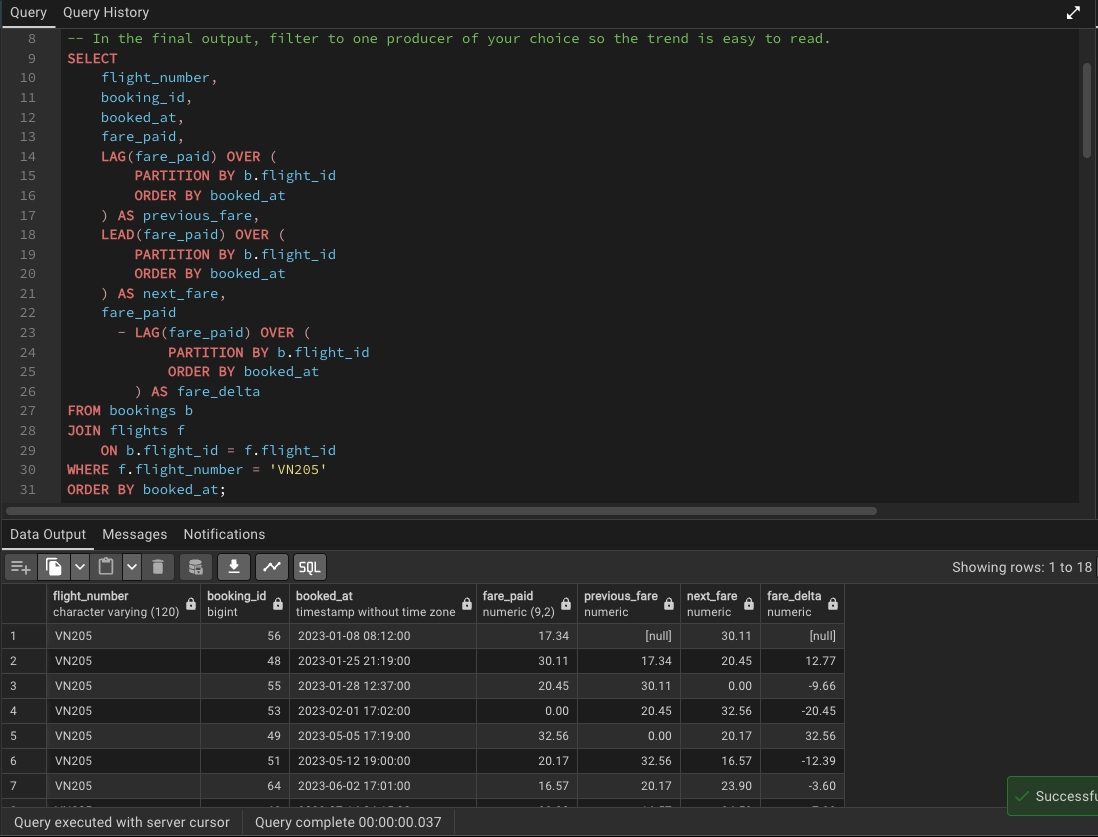 Query Query History
8 -- In the final output, filter to one producer of your choice so the trend is easy to read.
9 SELECT
10 flight_number,
11 booking_id,
12 booked_at,
13 fare_paid,
14 LAG(fare_paid) OVER (
15 PARTITION BY b.flight_id
16 ORDER BY booked_at
17 ) AS previous_fare,
18 LEAD(fare_paid) OVER (
19 PARTITION BY b.flight_id
20 ORDER BY booked_at
21 ) AS next_fare,
22 fare_paid
23 - LAG(fare_paid) OVER (
24 PARTITION BY b.flight_id
25 ORDER BY booked_at
26 ) AS fare_delta
27 FROM bookings b
28 JOIN flights f
29 ON b.flight_id = f.flight_id
30 WHERE f.flight_number = 'VN205'
31 ORDER BY booked_at;
Data Output Messages Notifications
SQL Showing rows: 1 to 18
flight_number booking_id booked_at fare_paid previous_fare next_fare fare_delta
character varying (120) bigint timestamp without time zone numeric (9,2) numeric numeric numeric
1 VN205 56 2023-01-08 08:12:00 17.34 [null] 30.11 [null]
2 VN205 48 2023-01-25 21:19:00 30.11 17.34 20.45 12.77
3 VN205 55 2023-01-28 12:37:00 20.45 30.11 0.00 -9.66
4 VN205 53 2023-02-01 17:02:00 0.00 20.45 32.56 -20.45
5 VN205 49 2023-05-05 17:19:00 32.56 0.00 20.17 32.56
6 VN205 51 2023-05-12 19:00:00 20.17 32.56 16.57 -12.39
7 VN205 64 2023-06-02 17:01:00 16.57 20.17 23.90 -3.60
Successfu
Query executed with server cursor Query complete 00:00:00.037